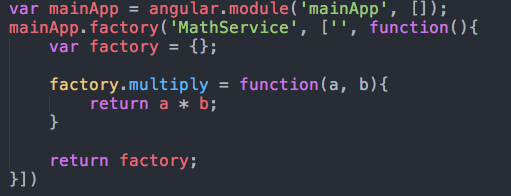 var mainApp = angular.module('mainApp', []);
mainApp.factory('MathService', ['', function(){
    var factory = {};

    factory.multiply = function(a, b){
        return a * b;
    }

    return factory;
}])